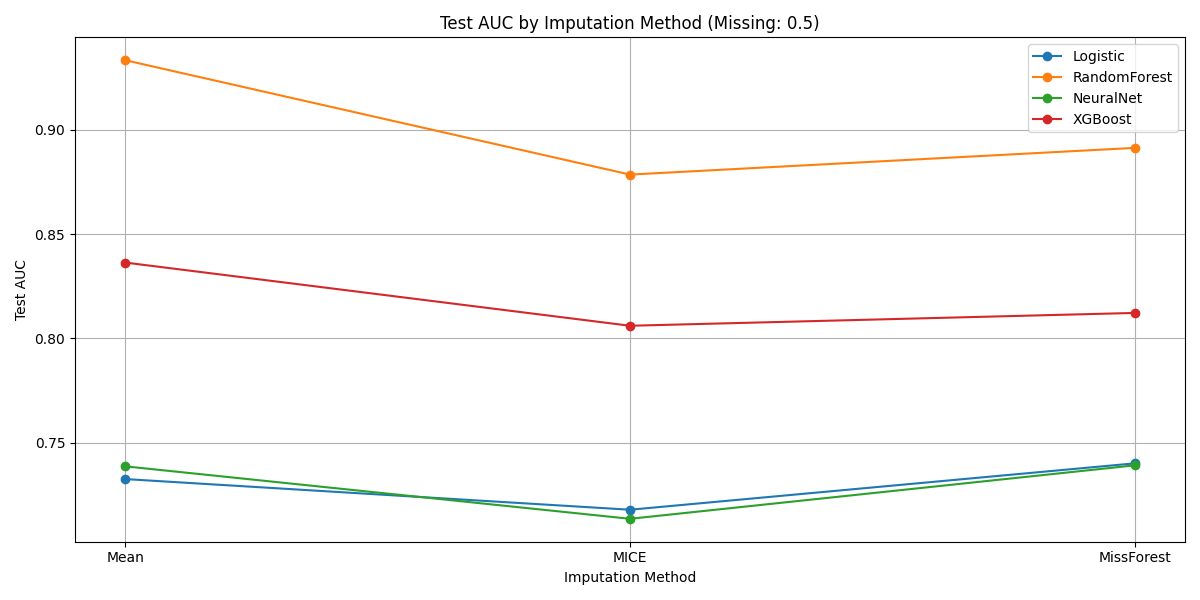 Test AUC by Imputation Method (Missing: 0.5)
Logistic
RandomForest
NeuralNet
XGBoost
0.90
0.85
0.80
0.75
Test AUC
Mean
MICE
MissForest
Imputation Method